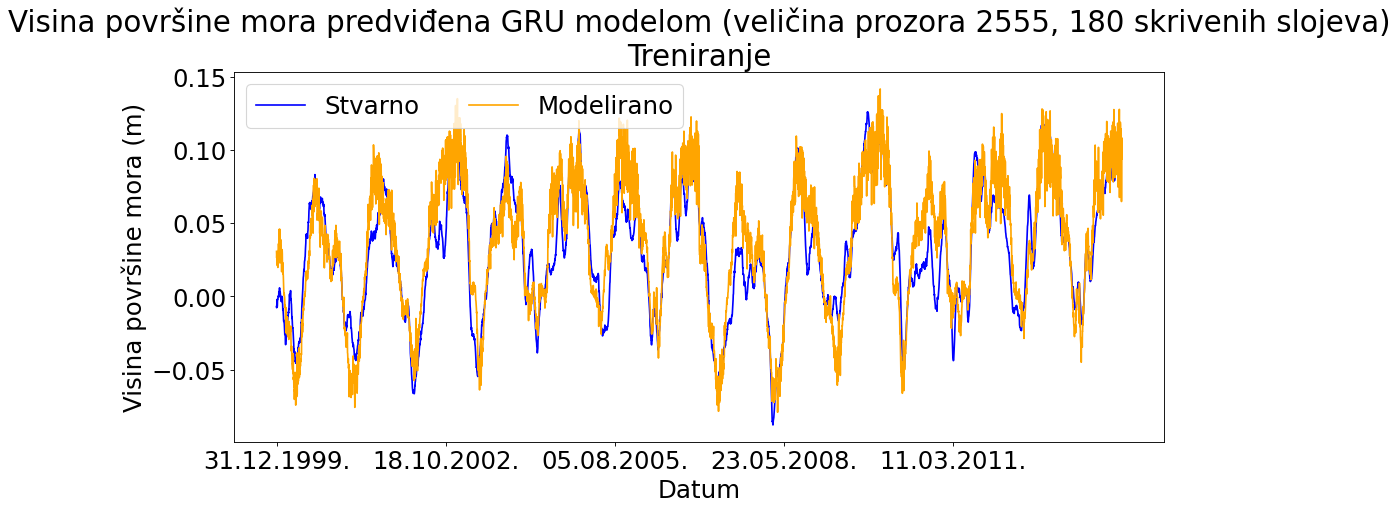 Visina površine mora predviđena GRU modelom (veličina prozora 2555, 180 skrivenih slojeva)
Treniranje
Stvarno Modelirano
Visina površine mora (m)
0.15
0.10
0.05
0.00
−0.05
31.12.1999. 18.10.2002. 05.08.2005. 23.05.2008. 11.03.2011.
Datum